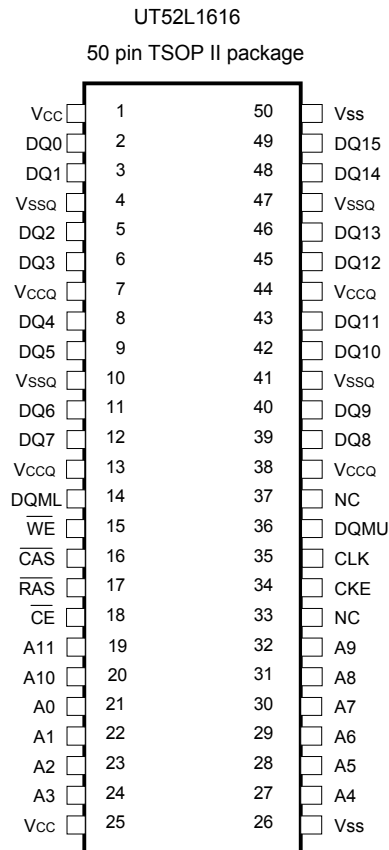 UT52L1616
50 pin TSOP II package
Vcc 1 50 Vss
DQ0 2 49 DQ15
DQ1 3 48 DQ14
VssQ 4 47 VssQ
DQ2 5 46 DQ13
DQ3 6 45 DQ12
VccQ 7 44 VccQ
DQ4 8 43 DQ11
DQ5 9 42 DQ10
VssQ 10 41 VssQ
DQ6 11 40 DQ9
DQ7 12 39 DQ8
VccQ 13 38 VccQ
DQML 14 37 NC
W̅E̅ 15 36 DQMU
C̅A̅S̅ 16 35 CLK
R̅A̅S̅ 17 34 CKE
C̅E̅ 18 33 NC
A11 19 32 A9
A10 20 31 A8
A0 21 30 A7
A1 22 29 A6
A2 23 28 A5
A3 24 27 A4
Vcc 25 26 Vss